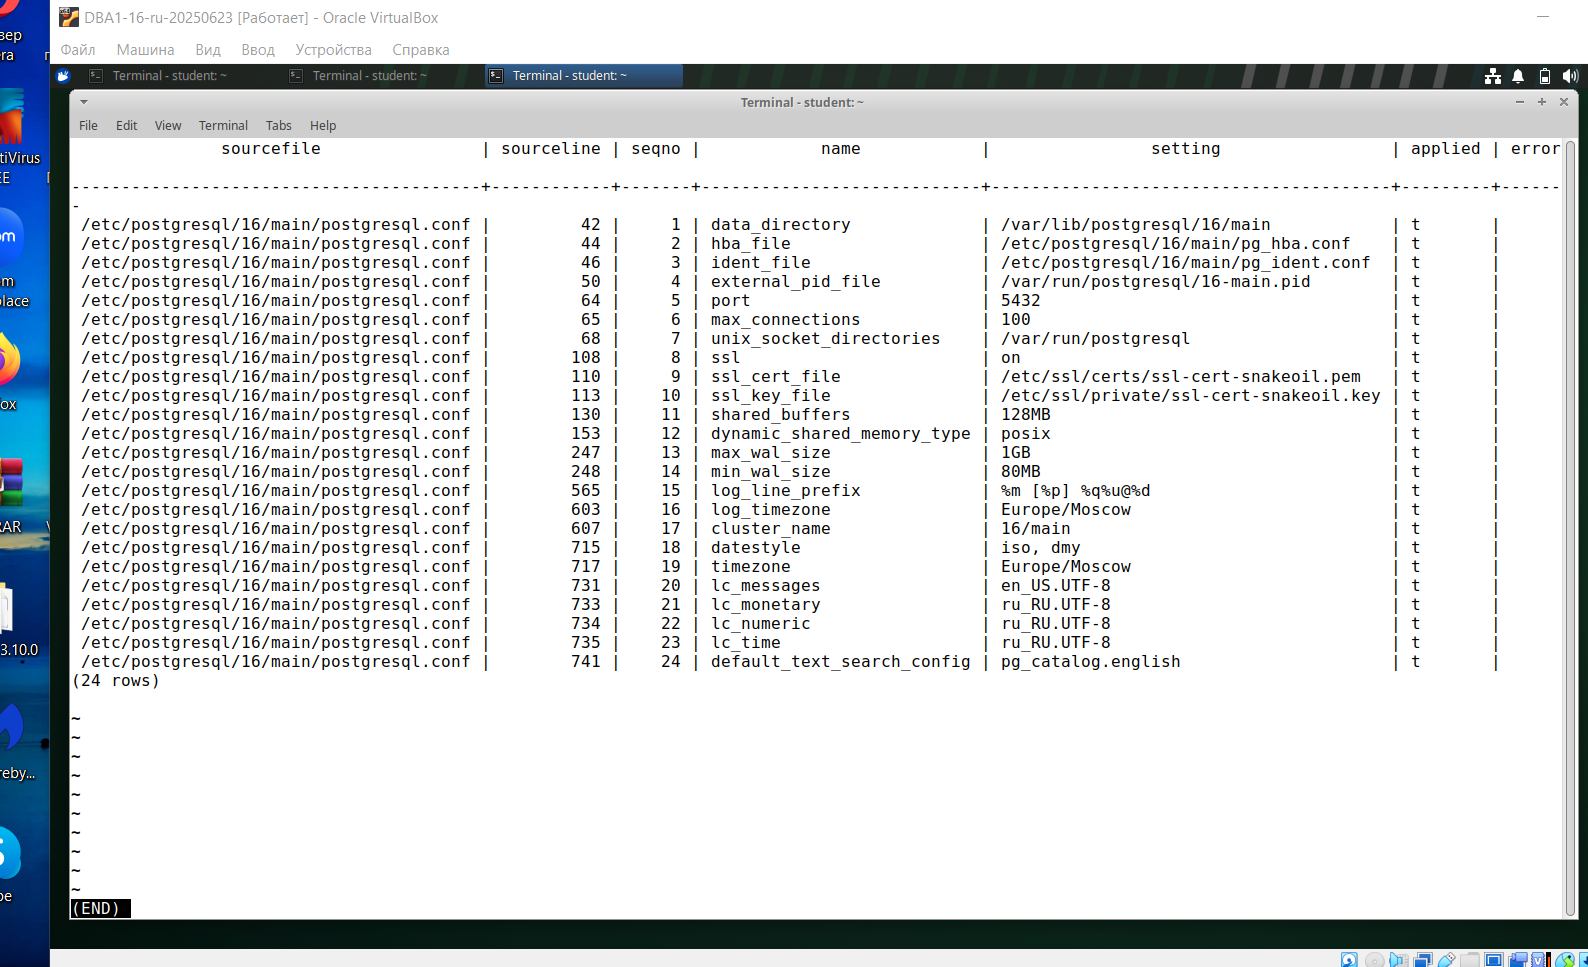 DBA1-16-ru-20250623 [Работает] - Oracle VirtualBox
Файл Машина Вид Ввод Устройства Справка
Terminal - student: ~ Terminal - student: ~ Terminal - student: ~
Terminal - student: ~
File Edit View Terminal Tabs Help
sourcefile | sourceline | seqno | name | setting | applied | error
-----------------------------------------+------------+-------+----------------------------+----------------------------------------+---------+------
-
/etc/postgresql/16/main/postgresql.conf | 42 | 1 | data_directory | /var/lib/postgresql/16/main | t |
/etc/postgresql/16/main/postgresql.conf | 44 | 2 | hba_file | /etc/postgresql/16/main/pg_hba.conf | t |
/etc/postgresql/16/main/postgresql.conf | 46 | 3 | ident_file | /etc/postgresql/16/main/pg_ident.conf | t |
/etc/postgresql/16/main/postgresql.conf | 50 | 4 | external_pid_file | /var/run/postgresql/16-main.pid | t |
/etc/postgresql/16/main/postgresql.conf | 64 | 5 | port | 5432 | t |
/etc/postgresql/16/main/postgresql.conf | 65 | 6 | max_connections | 100 | t |
/etc/postgresql/16/main/postgresql.conf | 68 | 7 | unix_socket_directories | /var/run/postgresql | t |
/etc/postgresql/16/main/postgresql.conf | 108 | 8 | ssl | on | t |
/etc/postgresql/16/main/postgresql.conf | 110 | 9 | ssl_cert_file | /etc/ssl/certs/ssl-cert-snakeoil.pem | t |
/etc/postgresql/16/main/postgresql.conf | 113 | 10 | ssl_key_file | /etc/ssl/private/ssl-cert-snakeoil.key | t |
/etc/postgresql/16/main/postgresql.conf | 130 | 11 | shared_buffers | 128MB | t |
/etc/postgresql/16/main/postgresql.conf | 153 | 12 | dynamic_shared_memory_type | posix | t |
/etc/postgresql/16/main/postgresql.conf | 247 | 13 | max_wal_size | 1GB | t |
/etc/postgresql/16/main/postgresql.conf | 248 | 14 | min_wal_size | 80MB | t |
/etc/postgresql/16/main/postgresql.conf | 565 | 15 | log_line_prefix | %m [%p] %q%u@%d | t |
/etc/postgresql/16/main/postgresql.conf | 603 | 16 | log_timezone | Europe/Moscow | t |
/etc/postgresql/16/main/postgresql.conf | 607 | 17 | cluster_name | 16/main | t |
/etc/postgresql/16/main/postgresql.conf | 715 | 18 | datestyle | iso, dmy | t |
/etc/postgresql/16/main/postgresql.conf | 717 | 19 | timezone | Europe/Moscow | t |
/etc/postgresql/16/main/postgresql.conf | 731 | 20 | lc_messages | en_US.UTF-8 | t |
/etc/postgresql/16/main/postgresql.conf | 733 | 21 | lc_monetary | ru_RU.UTF-8 | t |
/etc/postgresql/16/main/postgresql.conf | 734 | 22 | lc_numeric | ru_RU.UTF-8 | t |
/etc/postgresql/16/main/postgresql.conf | 735 | 23 | lc_time | ru_RU.UTF-8 | t |
/etc/postgresql/16/main/postgresql.conf | 741 | 24 | default_text_search_config | pg_catalog.english | t |
(24 rows)
~
~
~
~
~
~
~
~
~
~
(END)
3.10.0